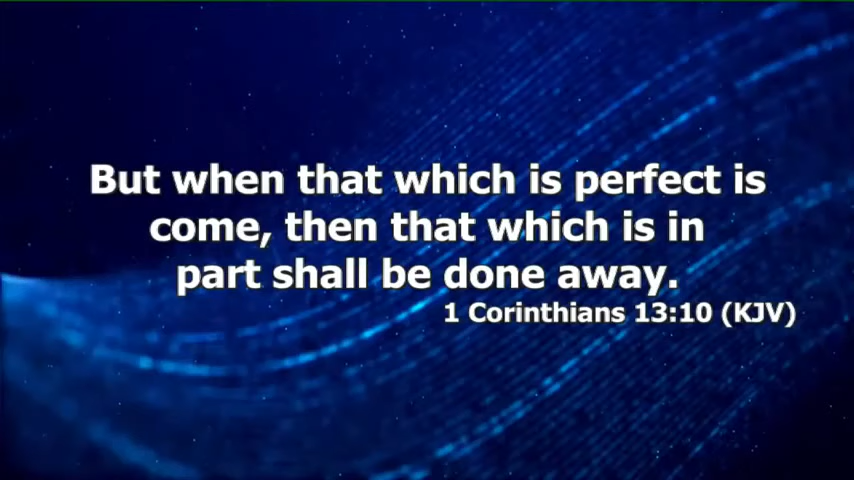 But when that which is perfect is
come, then that which is in
part shall be done away.
1 Corinthians 13:10 (KJV)